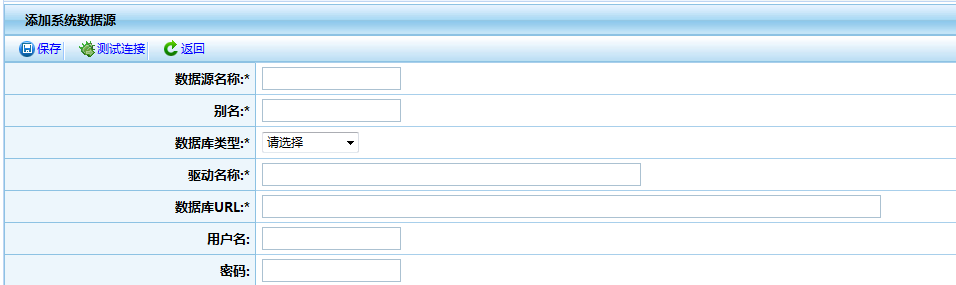 添加系统数据源
保存 测试连接 返回
数据源名称:*
别名:*
数据库类型:* 请选择
驱动名称:*
数据库URL:*
用户名:
密码: